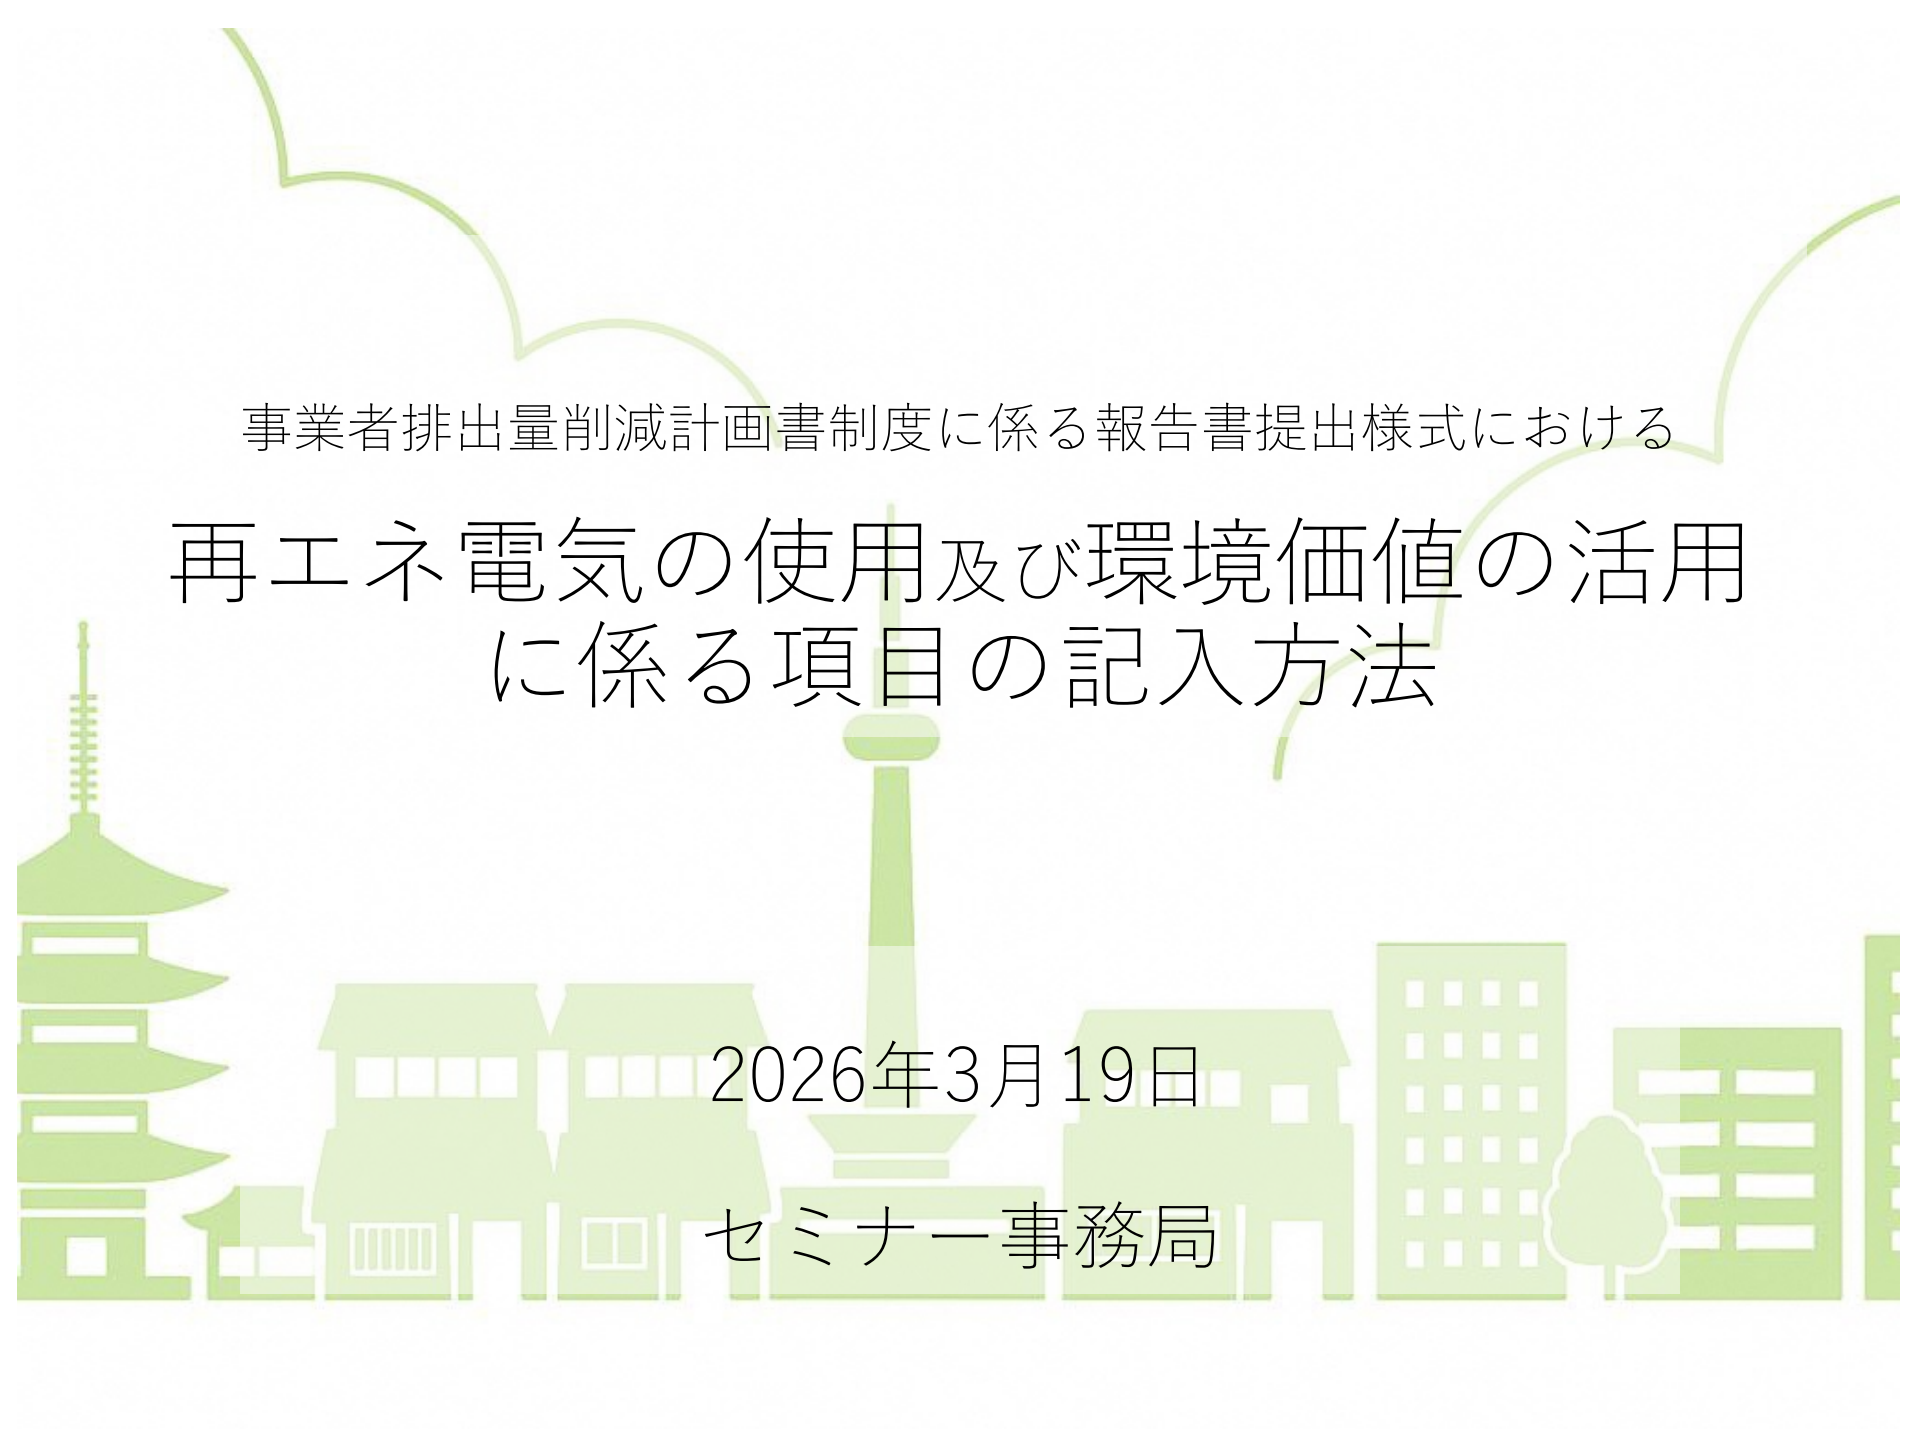 事業者排出量削減計画書制度に係る報告書提出様式における
再エネ電気の使用及び環境価値の活用
に係る項目の記入方法
2026年3月19日
セミナー事務局